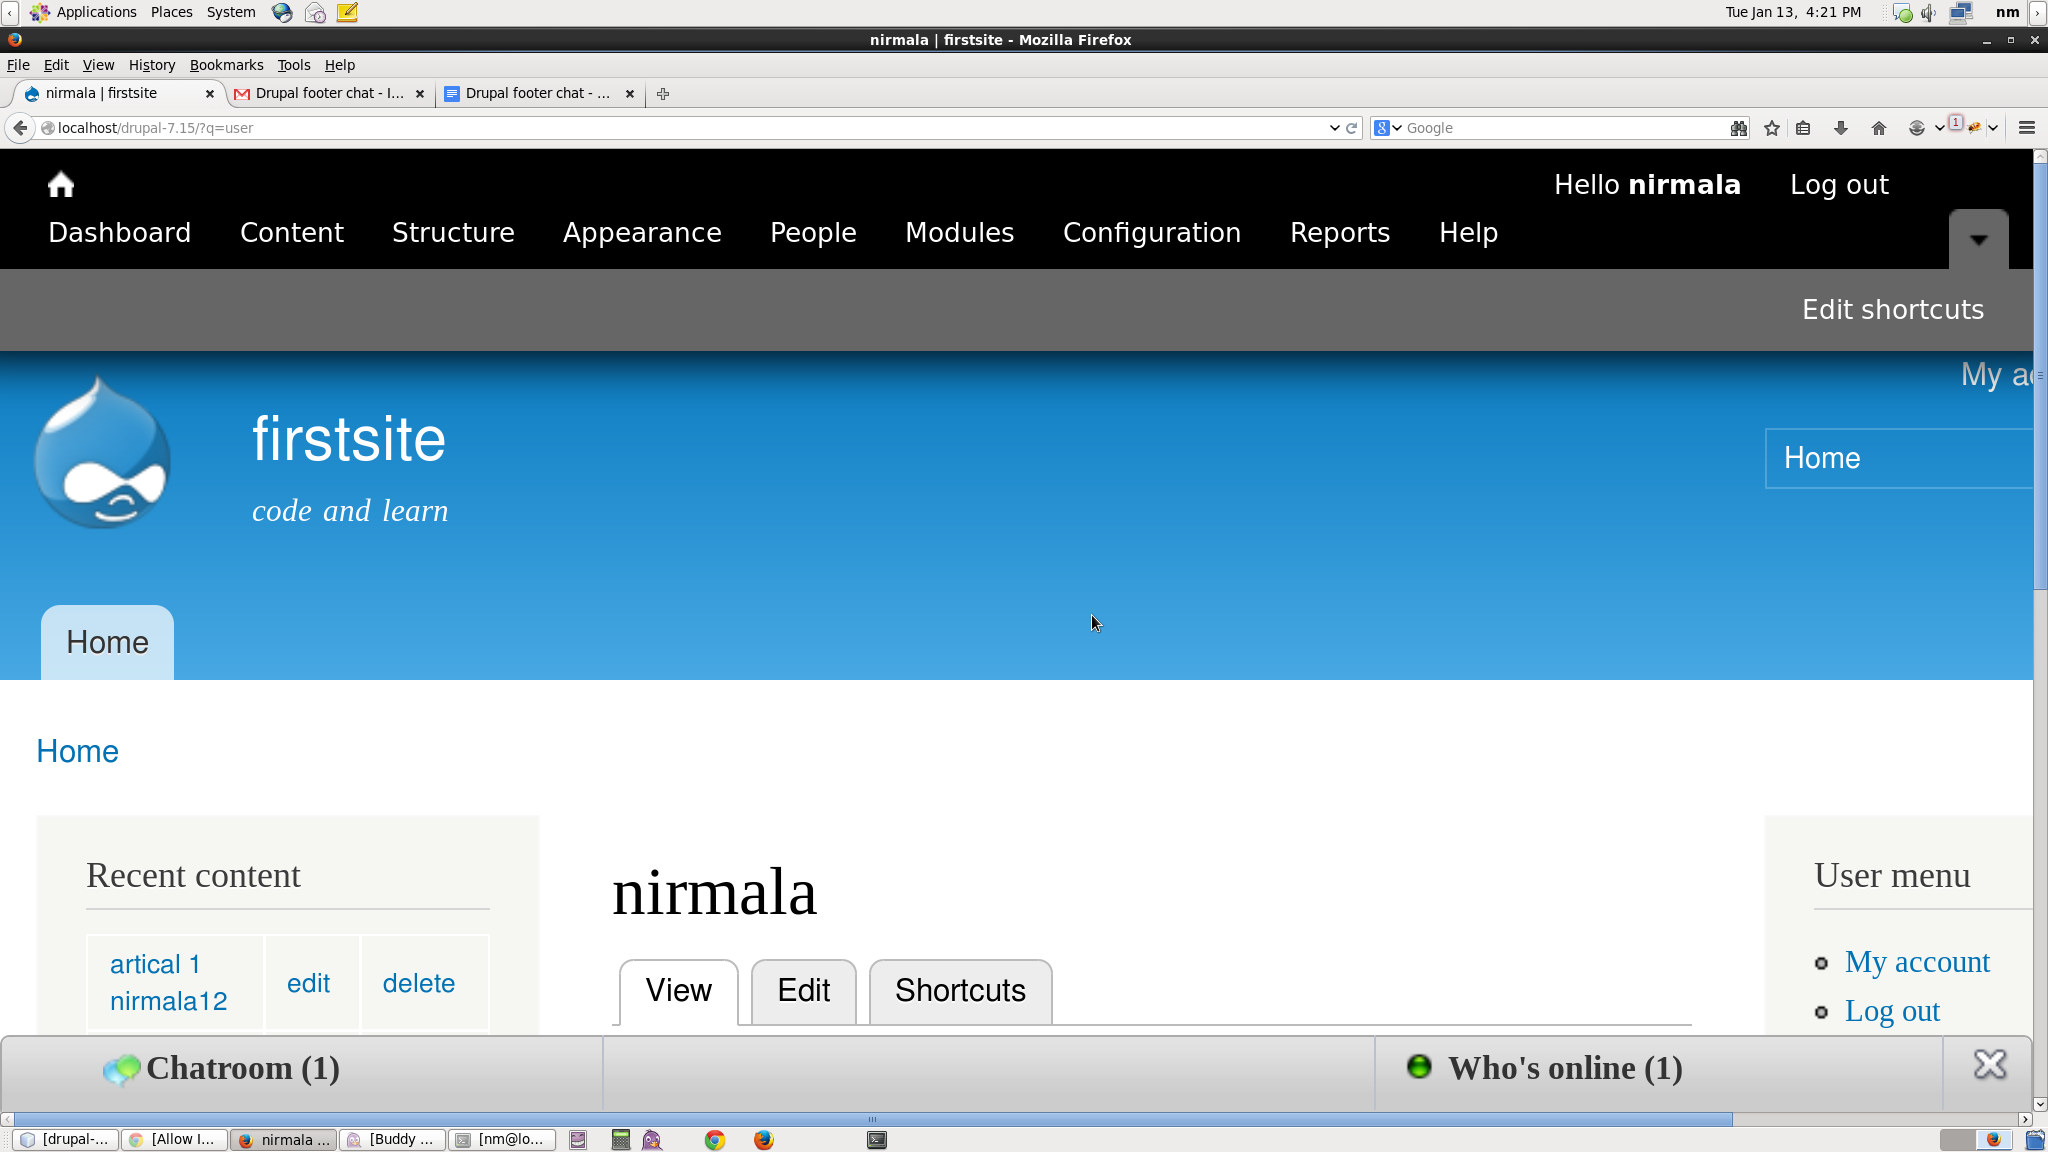 Applications Places System Tue Jan 13, 4:21 PM nm
nirmala | firstsite - Mozilla Firefox
File Edit View History Bookmarks Tools Help
nirmala | firstsite Drupal footer chat - I... Drupal footer chat - ...
localhost/drupal-7.15/?q=user 8 Google 1
Hello nirmala Log out
Dashboard Content Structure Appearance People Modules Configuration Reports Help
Edit shortcuts
My a
firstsite
Home
code and learn
Home
Home
Recent content
artical 1
nirmala12
edit delete
nirmala
View Edit Shortcuts
User menu
My account
Log out
Chatroom (1) Who's online (1)
[drupal-... [Allow I... nirmala ... [Buddy ... [nm@lo...